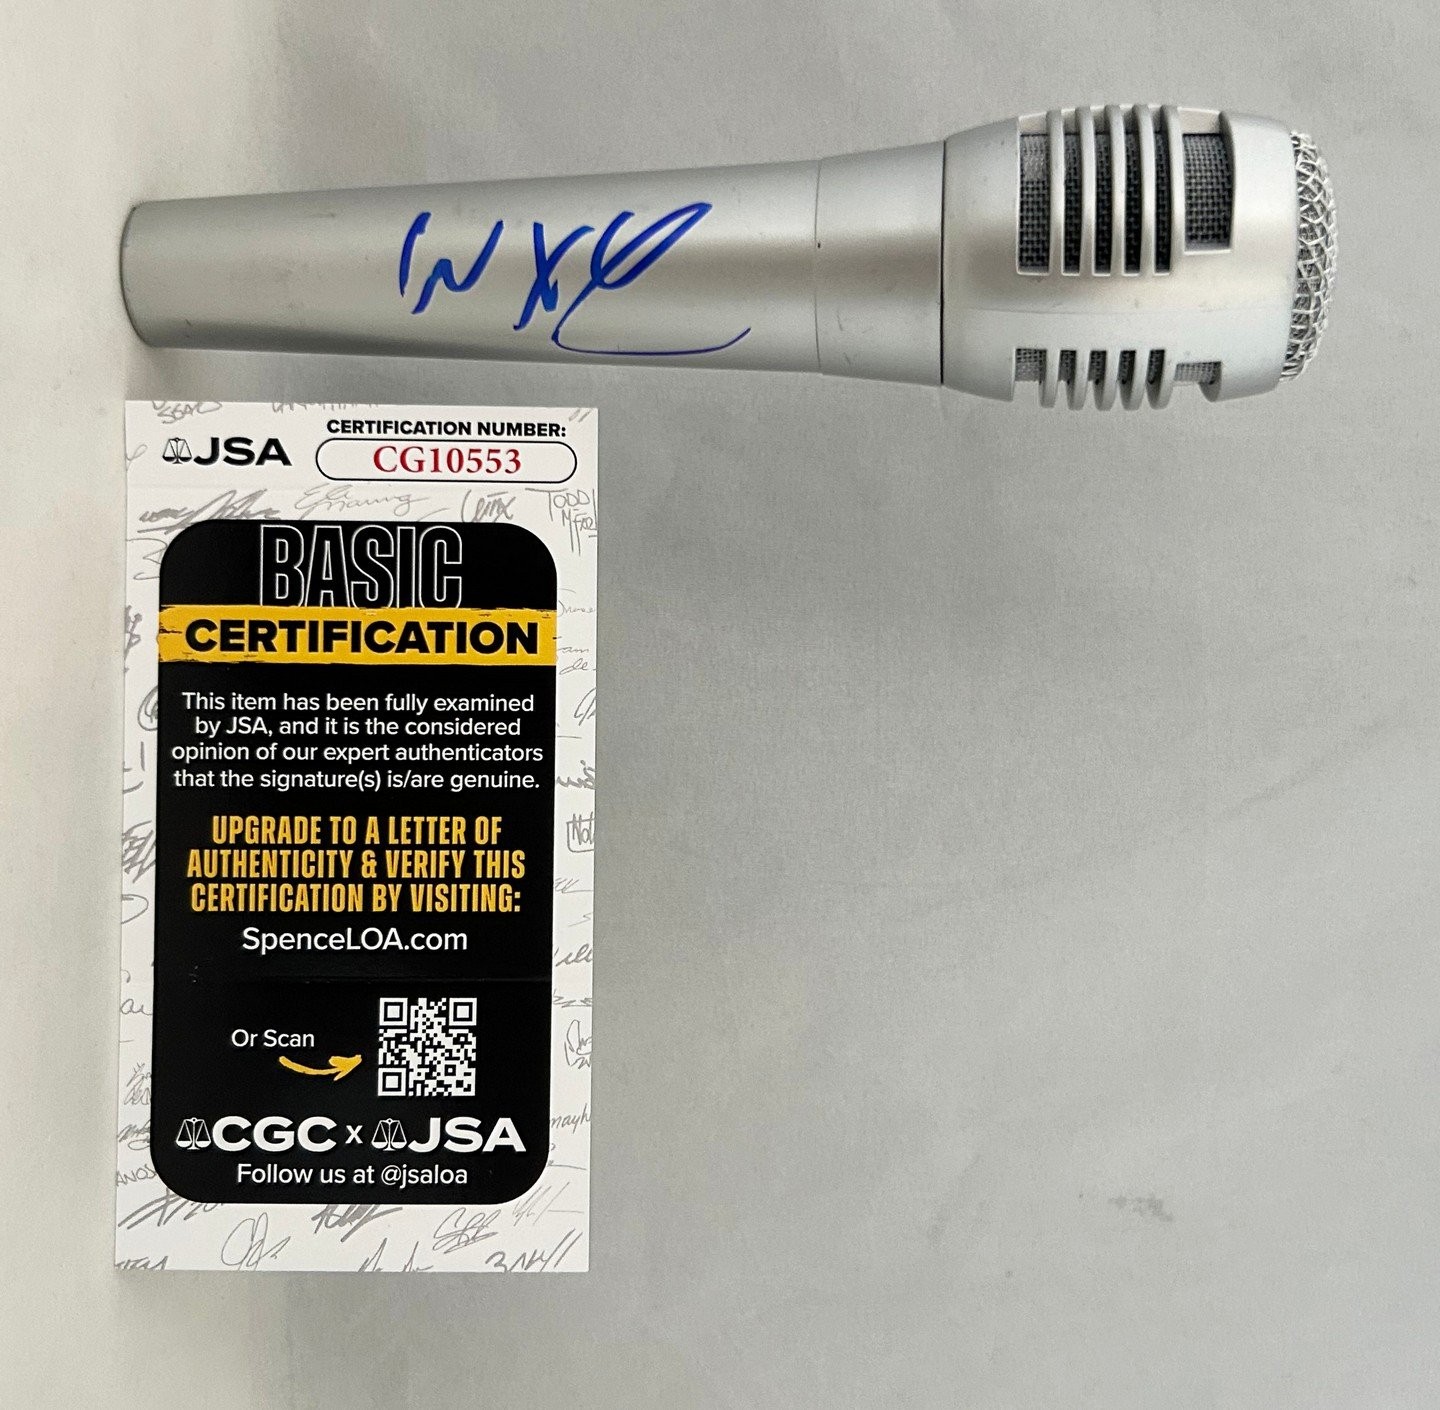 JSA
CERTIFICATION NUMBER:
CG10553
BASIC
CERTIFICATION
This item has been fully examined
by JSA, and it is the considered
opinion of our expert authenticators
that the signature(s) is/are genuine.
UPGRADE TO A LETTER OF
AUTHENTICITY & VERIFY THIS
CERTIFICATION BY VISITING:
SpenceLOA.com
Or Scan
CGC x JSA
Follow us at @jsaloa